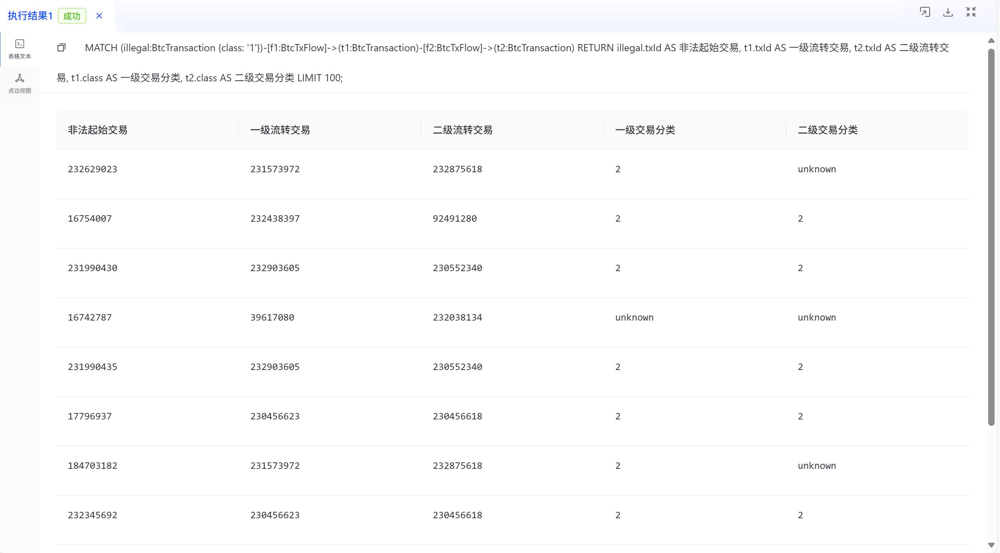 执行结果1 成功
表格文本
点边视图
MATCH (illegal:BtcTransaction {class: '1'})-[f1:BtcTxFlow]->(t1:BtcTransaction)-[f2:BtcTxFlow]->(t2:BtcTransaction) RETURN illegal.txId AS 非法起始交易, t1.txId AS 一级流转交易, t2.txId AS 二级流转交
易, t1.class AS 一级交易分类, t2.class AS 二级交易分类 LIMIT 100;
非法起始交易 一级流转交易 二级流转交易 一级交易分类 二级交易分类
232629023 231573972 232875618 2 unknown
16754007 232438397 92491280 2 2
231990430 232903605 230552340 2 2
16742787 39617080 232038134 unknown unknown
231990435 232903605 230552340 2 2
17796937 230456623 230456618 2 2
184703182 231573972 232875618 2 unknown
232345692 230456623 230456618 2 2